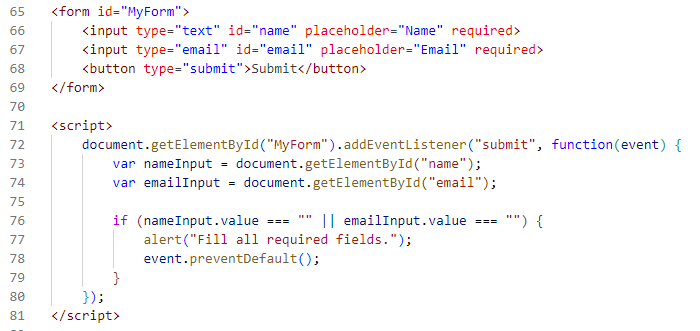 65 <form id="MyForm">
66     <input type="text" id="name" placeholder="Name" required>
67     <input type="email" id="email" placeholder="Email" required>
68     <button type="submit">Submit</button>
69 </form>
70
71 <script>
72     document.getElementById("MyForm").addEventListener("submit", function(event) {
73         var nameInput = document.getElementById("name");
74         var emailInput = document.getElementById("email");
75
76         if (nameInput.value === "" || emailInput.value === "") {
77             alert("Fill all required fields.");
78             event.preventDefault();
79         }
80     });
81 </script>